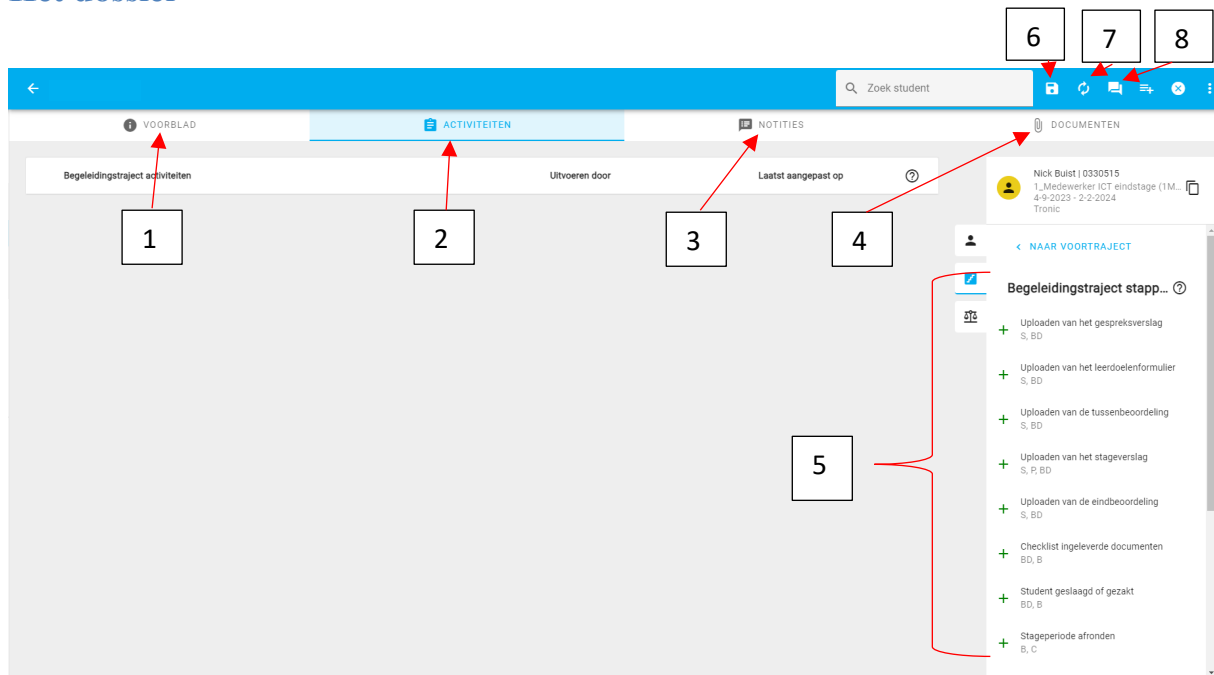 Het dossier
6
7
8
Zoek student
VOORBLAD
ACTIVITEITEN
NOTITIES
DOCUMENTEN
Begeleidingstraject activiteiten
Uitvoeren door
Laatst aangepast op
Nick Buist | 0330515
1_Medewerker ICT eindstage (1M...
4-9-2023 - 2-2-2024
Tronic
1
2
3
4
NAAR VOORTRAJECT
Begeleidingstraject stapp...
Uploaden van het gespreksverslag
S, BD
Uploaden van het leerdoelenformulier
S, BD
Uploaden van de tussenbeoordeling
S, BD
5
Uploaden van het stageverslag
S, P, BD
Uploaden van de eindbeoordeling
S, BD
Checklist ingeleverde documenten
BD, B
Student geslaagd of gezakt
BD, B
Stageperiode afronden
B, C